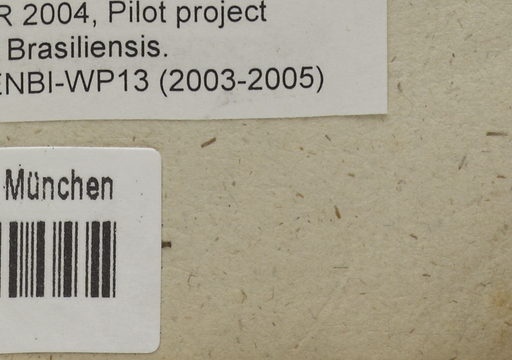 R 2004, Pilot project
Brasiliensis.
ENBI-WP13 (2003-2005)
München